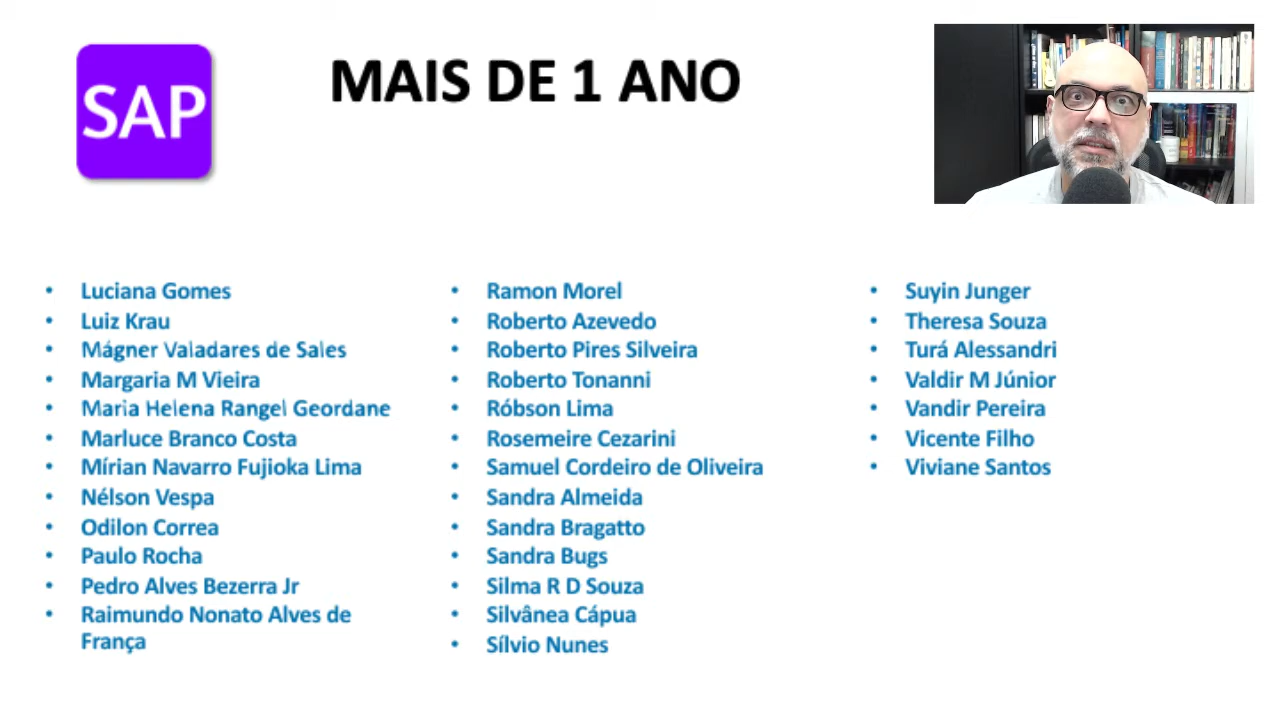 SAP
MAIS DE 1 ANO
• Luciana Gomes
• Luiz Krau
• Mágner Valadares de Sales
• Margaria M Vieira
• Maria Helena Rangel Geordane
• Marluce Branco Costa
• Mírian Navarro Fujioka Lima
• Nélson Vespa
• Odilon Correa
• Paulo Rocha
• Pedro Alves Bezerra Jr
• Raimundo Nonato Alves de
França
• Ramon Morel
• Roberto Azevedo
• Roberto Pires Silveira
• Roberto Tonanni
• Róbson Lima
• Rosemeire Cezarini
• Samuel Cordeiro de Oliveira
• Sandra Almeida
• Sandra Bragatto
• Sandra Bugs
• Silma R D Souza
• Silvânea Cápua
• Sílvio Nunes
• Suyin Junger
• Theresa Souza
• Turá Alessandri
• Valdir M Júnior
• Vandir Pereira
• Vicente Filho
• Viviane Santos